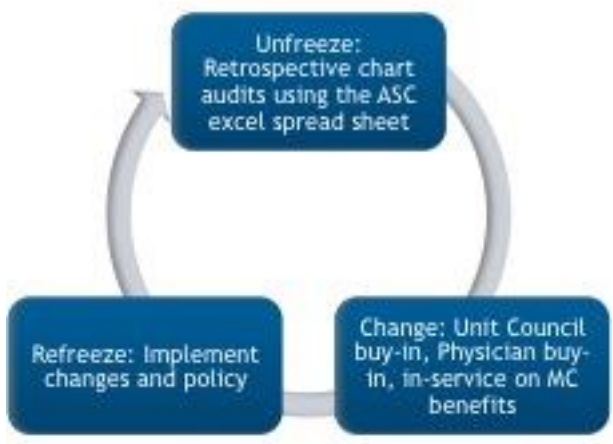 Unfreeze:
Retrospective chart
audits using the ASC
excel spread sheet
Change: Unit Council
buy-in, Physician buy-
in, in-service on MC
benefits
Refreeze: Implement
changes and policy